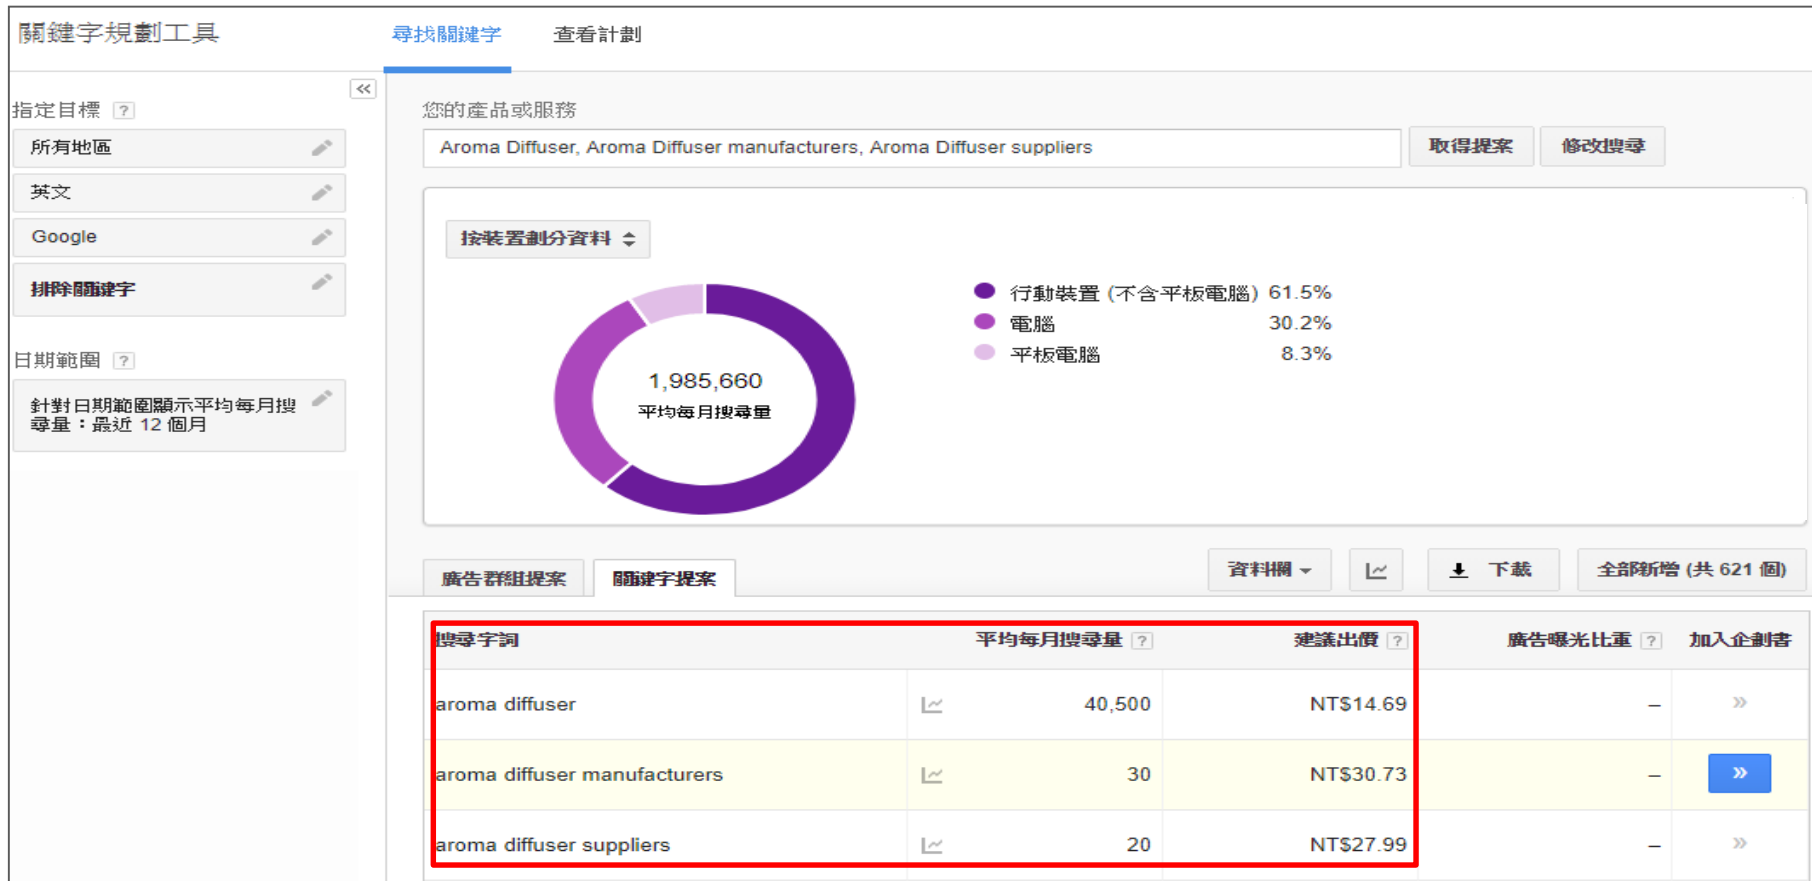 關鍵字規劃工具
尋找關鍵字
查看計劃
«
指定目標 ?
所有地區
英文
Google
排除關鍵字
日期範圍 ?
針對日期範圍顯示平均每月搜
尋量：最近 12 個月
您的產品或服務
Aroma Diffuser, Aroma Diffuser manufacturers, Aroma Diffuser suppliers
取得提案
修改搜尋
按裝置劃分資料
1,985,660
平均每月搜尋量
行動裝置 (不含平板電腦) 61.5%
電腦 30.2%
平板電腦 8.3%
廣告群組提案
關鍵字提案
資料欄
下載
全部新增 (共 621 個)
搜尋字詞 平均每月搜尋量 ? 建議出價 ? 廣告曝光比重 ? 加入企劃書
aroma diffuser 40,500 NT$14.69 – »
aroma diffuser manufacturers 30 NT$30.73 – »
aroma diffuser suppliers 20 NT$27.99 – »